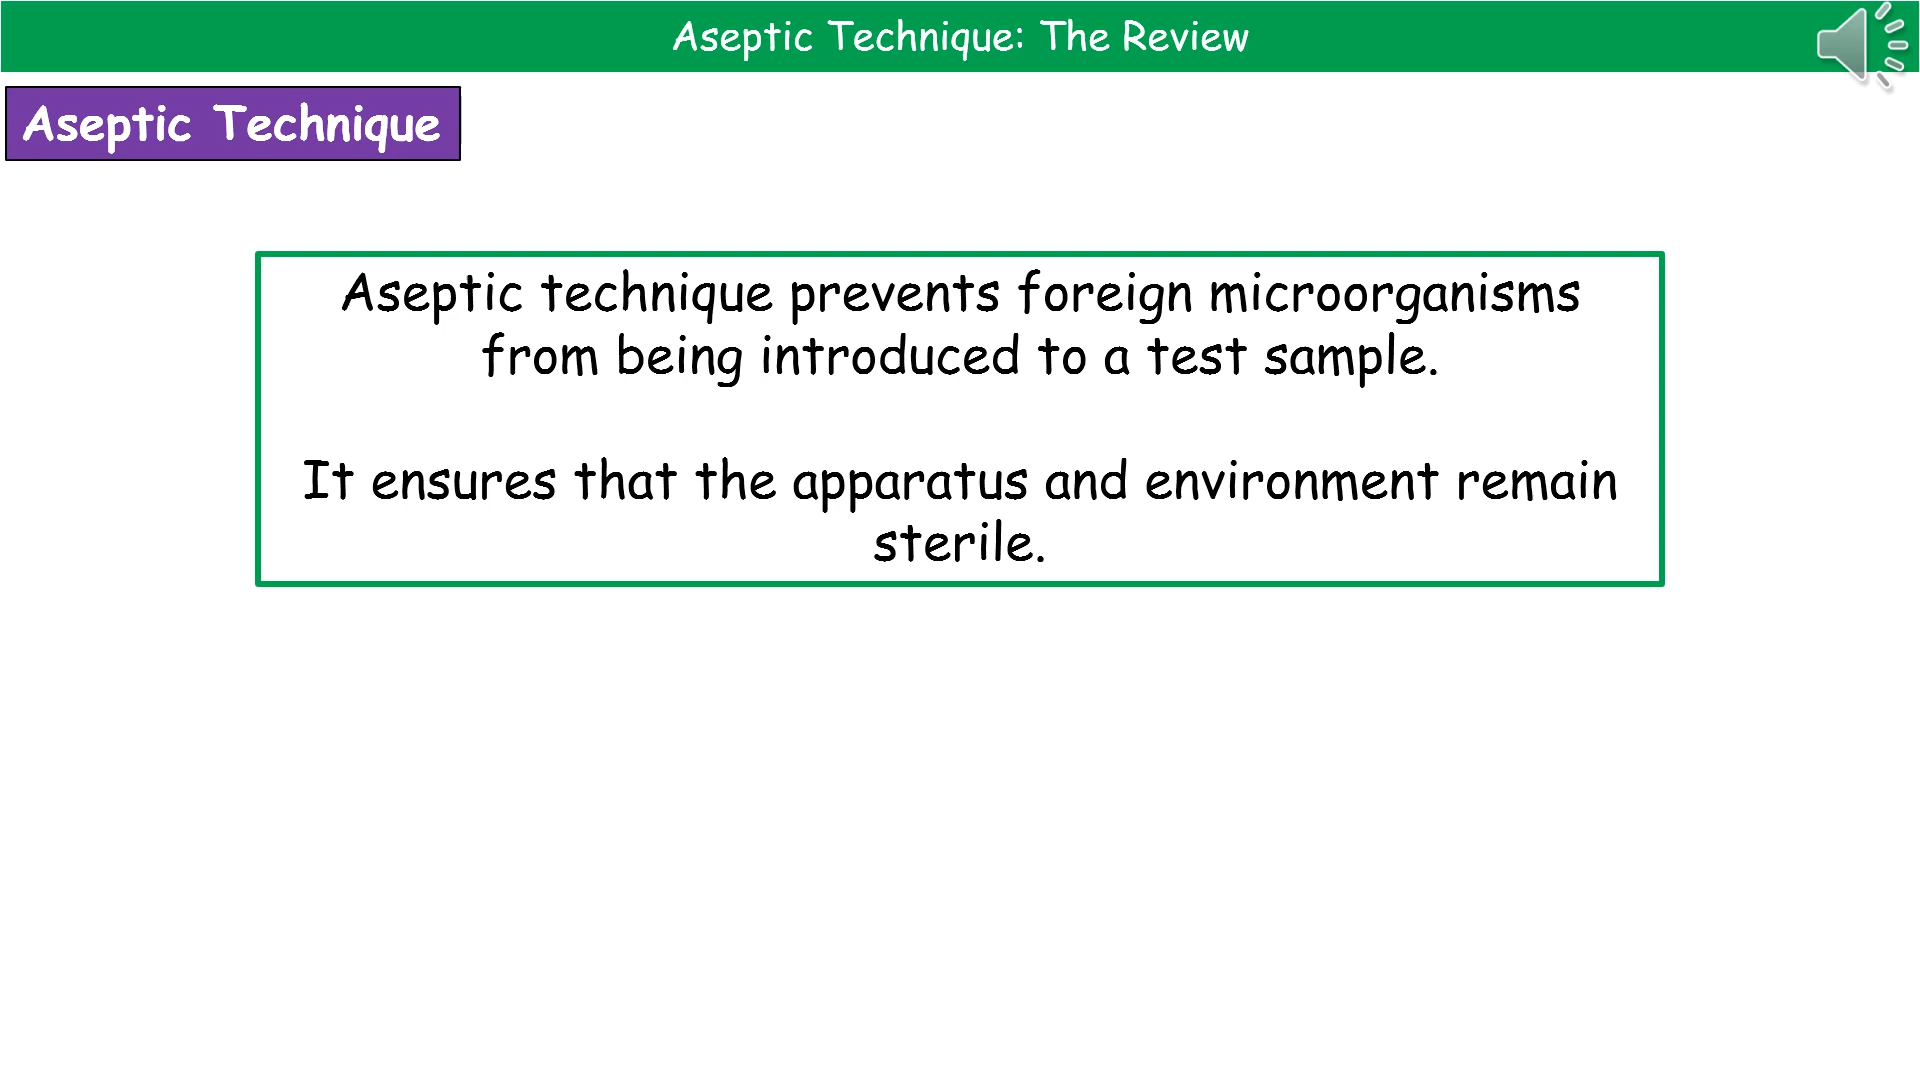 Aseptic Technique: The Review
Aseptic Technique
Aseptic technique prevents foreign microorganisms
from being introduced to a test sample.
It ensures that the apparatus and environment remain
sterile.